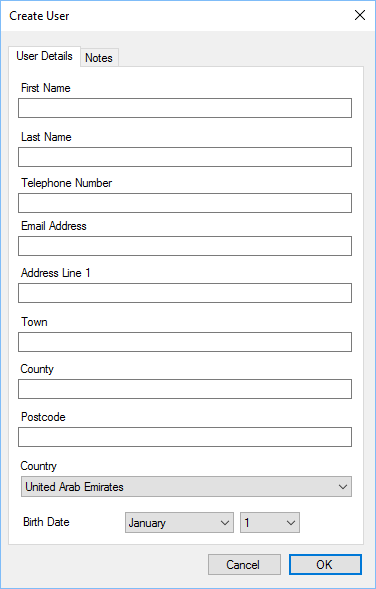 Create User
User Details Notes
First Name
Last Name
Telephone Number
Email Address
Address Line 1
Town
County
Postcode
Country
United Arab Emirates
Birth Date January 1
Cancel OK